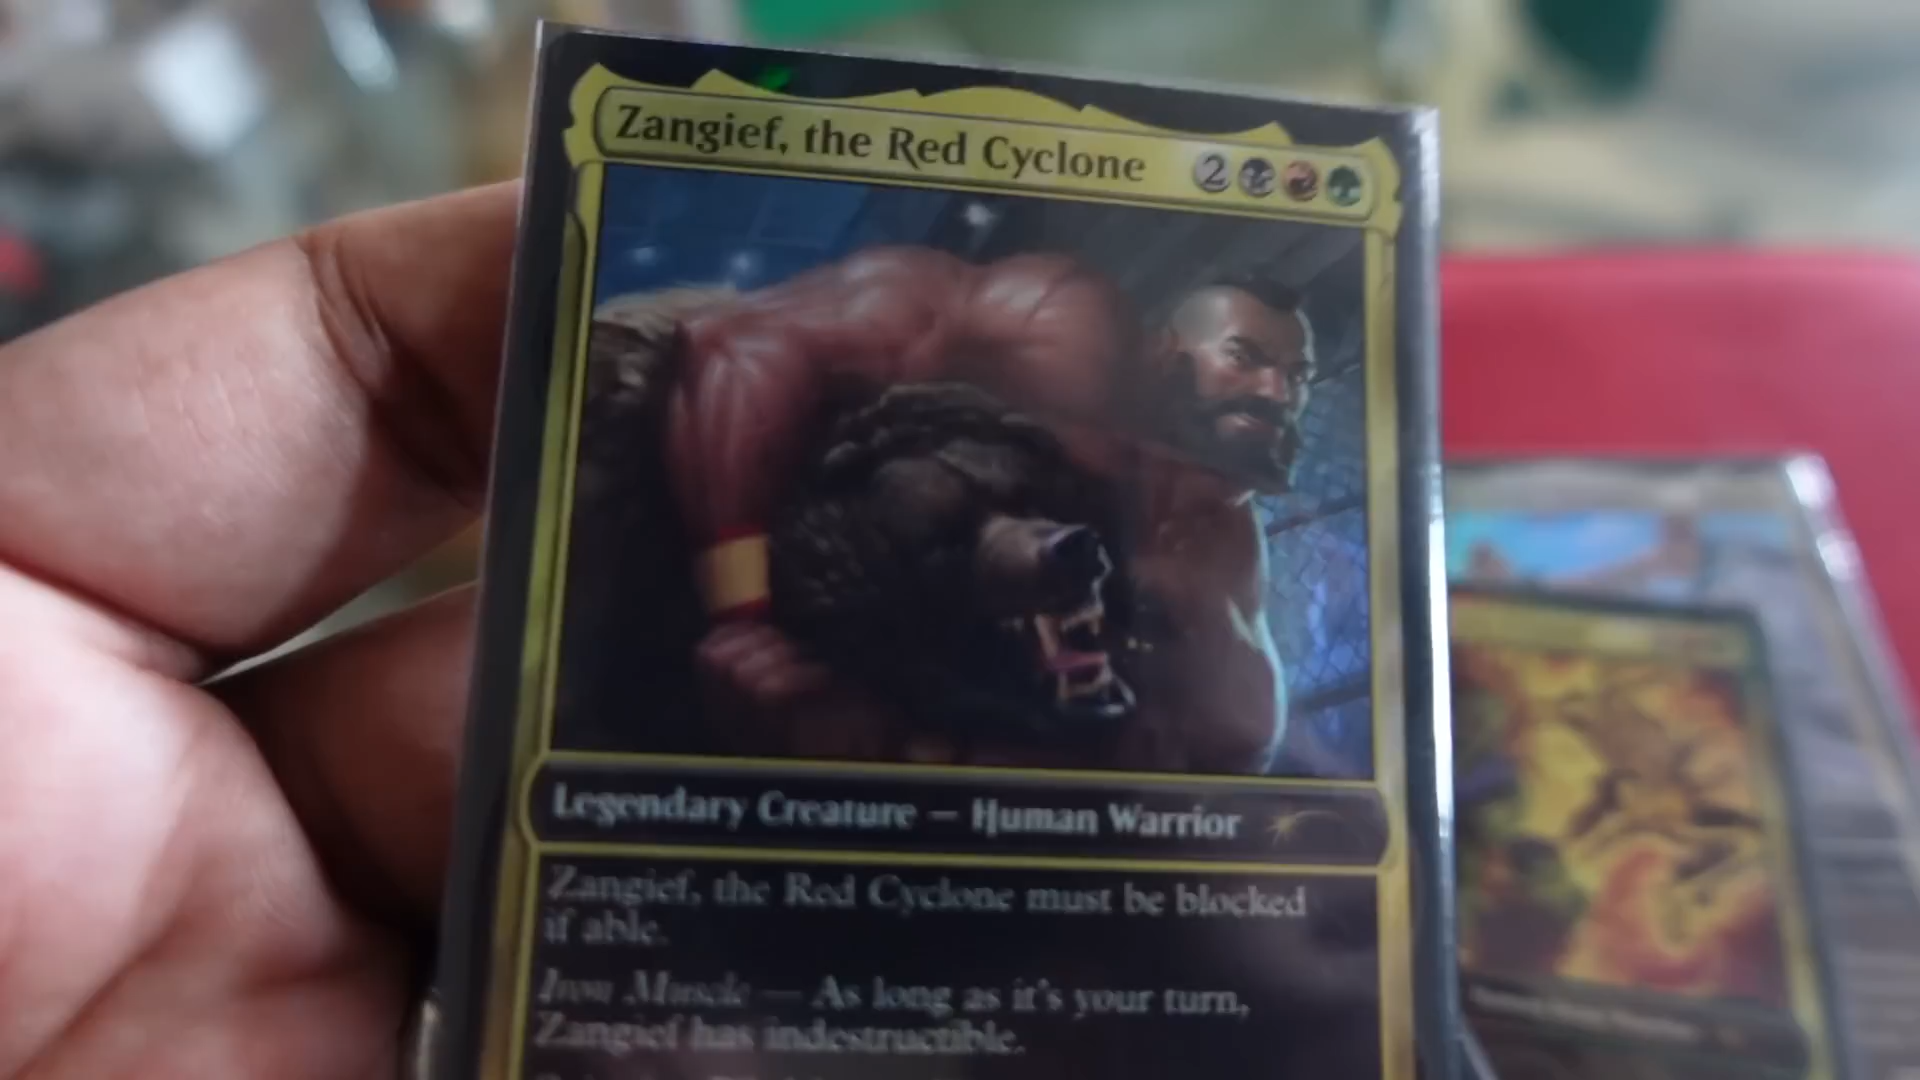 Zangief, the Red Cyclone 2
Legendary Creature — Human Warrior
Zangief, the Red Cyclone must be blocked
if able.
Iron Muscle — As long as it's your turn,
Zangief has indestructible.